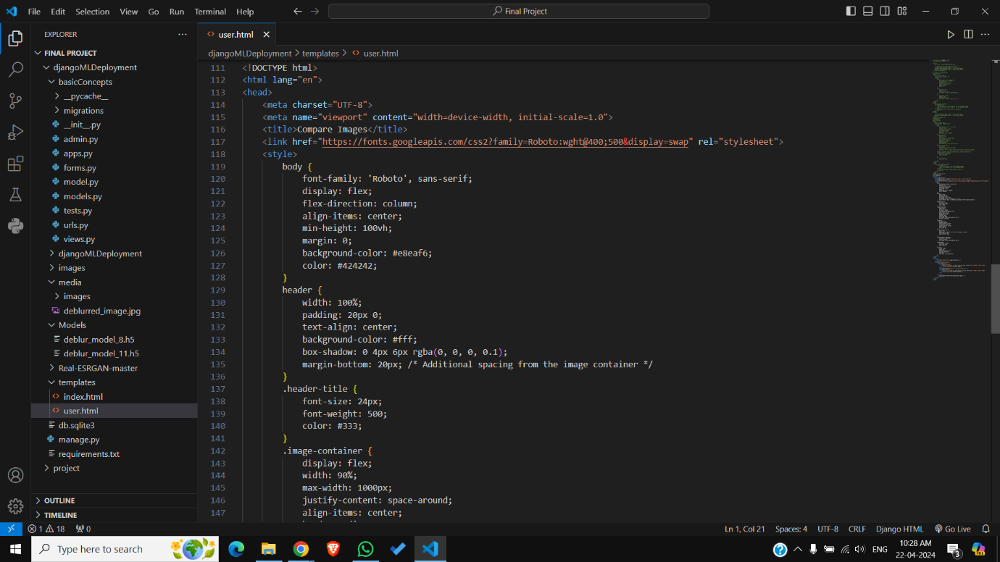 File Edit Selection View Go Run Terminal Help
Final Project
EXPLORER
FINAL PROJECT
djangoMLDeployment
basicConcepts
__pycache__
migrations
__init__.py
admin.py
apps.py
forms.py
model.py
models.py
tests.py
urls.py
views.py
djangoMLDeployment
images
media
images
deblurred_image.jpg
Models
deblur_model_8.h5
deblur_model_11.h5
Real-ESRGAN-master
templates
index.html
user.html
db.sqlite3
manage.py
requirements.txt
project
OUTLINE
TIMELINE
user.html
djangoMLDeployment > templates > user.html
111 <!DOCTYPE html>
112 <html lang="en">
113 <head>
114 <meta charset="UTF-8">
115 <meta name="viewport" content="width=device-width, initial-scale=1.0">
116 <title>Compare Images</title>
117 <link href="https://fonts.googleapis.com/css2?family=Roboto:wght@400;500&display=swap" rel="stylesheet">
118 <style>
119 body {
120 font-family: 'Roboto', sans-serif;
121 display: flex;
122 flex-direction: column;
123 align-items: center;
124 min-height: 100vh;
125 margin: 0;
126 background-color: #e8eaf6;
127 color: #424242;
128 }
129 header {
130 width: 100%;
131 padding: 20px 0;
132 text-align: center;
133 background-color: #fff;
134 box-shadow: 0 4px 6px rgba(0, 0, 0, 0.1);
135 margin-bottom: 20px; /* Additional spacing from the image container */
136 }
137 .header-title {
138 font-size: 24px;
139 font-weight: 500;
140 color: #333;
141 }
142 .image-container {
143 display: flex;
144 width: 90%;
145 max-width: 1000px;
146 justify-content: space-around;
147 align-items: center;
1 18 0 Ln 1, Col 21 Spaces: 4 UTF-8 CRLF Django HTML Go Live
Type here to search
ENG
10:28 AM
22-04-2024
3
PRE